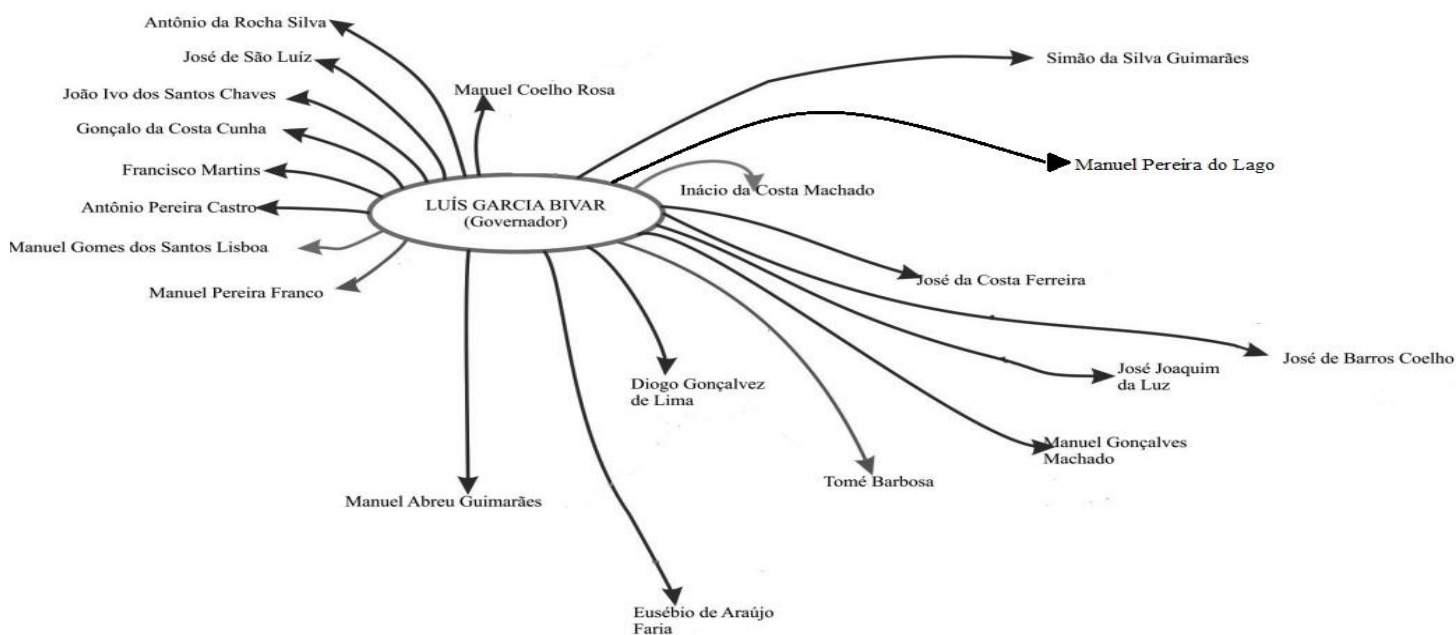 Antônio da Rocha Silva
José de São Luíz
João Ivo dos Santos Chaves
Gonçalo da Costa Cunha
Francisco Martins
Antônio Pereira Castro
Manuel Gomes dos Santos Lisboa
Manuel Pereira Franco
Manuel Coelho Rosa
LUÍS GARCIA BIVAR
(Governador)
Simão da Silva Guimarães
Manuel Pereira do Lago
Inácio da Costa Machado
José da Costa Ferreira
José de Barros Coelho
José Joaquim
da Luz
Manuel Gonçalves
Machado
Tomé Barbosa
Diogo Gonçalvez
de Lima
Manuel Abreu Guimarães
Eusébio de Araújo
Faria